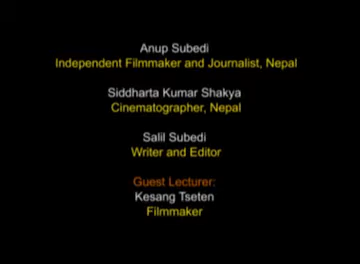 Anup Subedi
Independent Filmmaker and Journalist, Nepal
Siddharta Kumar Shakya
Cinematographer, Nepal
Salil Subedi
Writer and Editor
Guest Lecturer:
Kesang Tseten
Filmmaker